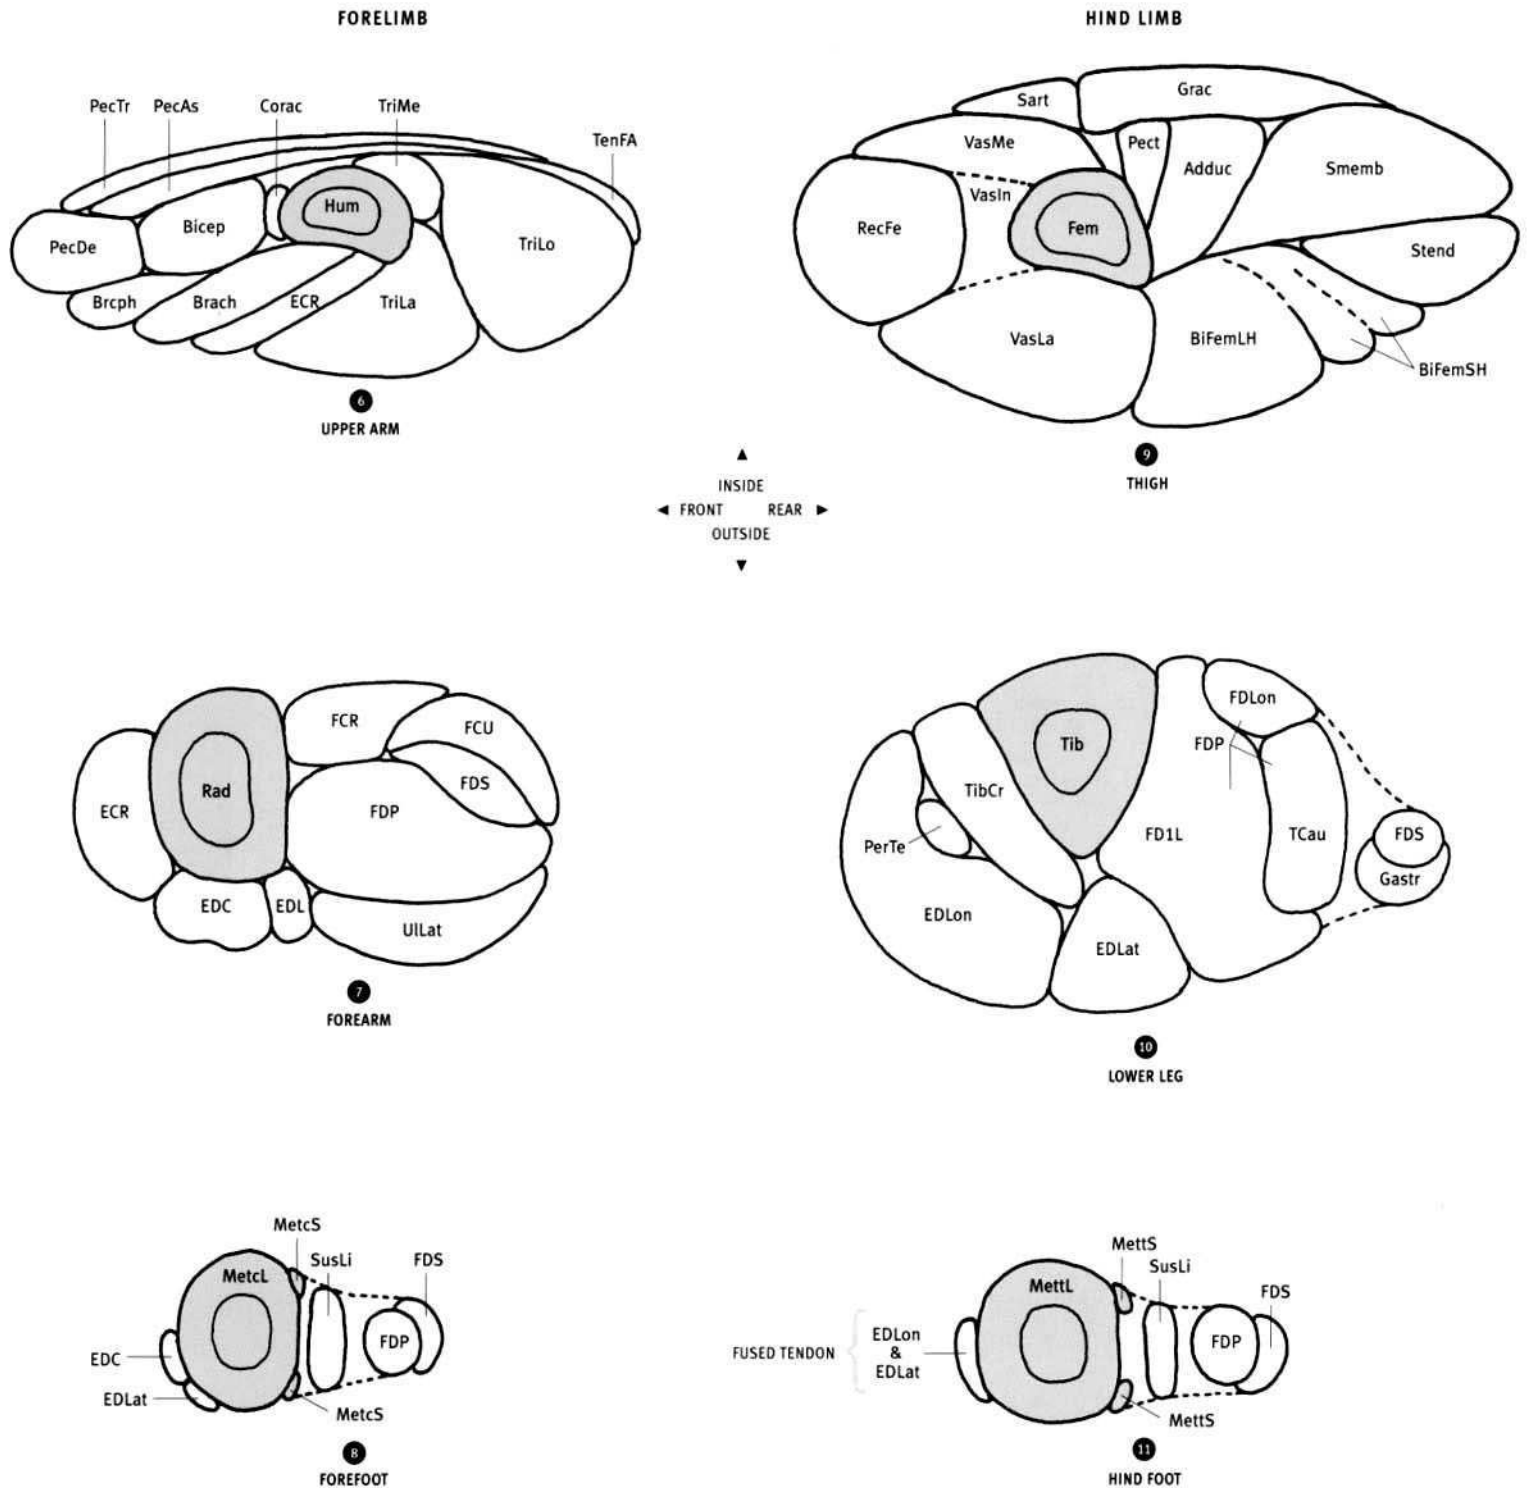 FORELIMB
PecTr
PecAs
Corac
TriMe
TenFA
Hum
Bicep
PecDe
TriLo
Brcph
Brach
ECR
TriLa
6
UPPER ARM
HIND LIMB
Sart
Grac
VasMe
Pect
Adduc
Smemb
VasIn
RecFe
Fem
Stend
VasLa
BiFemLH
BiFemSH
9
THIGH
INSIDE
FRONT REAR
OUTSIDE
FCR
FCU
Rad
FDS
ECR
FDP
EDC
EDL
UlLat
7
FOREARM
FDLon
Tib
FDP
TibCr
PerTe
FD1L
TCau
FDS
Gastr
EDLon
EDLat
10
LOWER LEG
MetcS
SusLi
FDS
MetcL
FDP
EDC
EDLat
MetcS
8
FOREFOOT
MettS
SusLi
MettL
FDS
FUSED TENDON
EDLon
&
EDLat
FDP
MettS
11
HIND FOOT